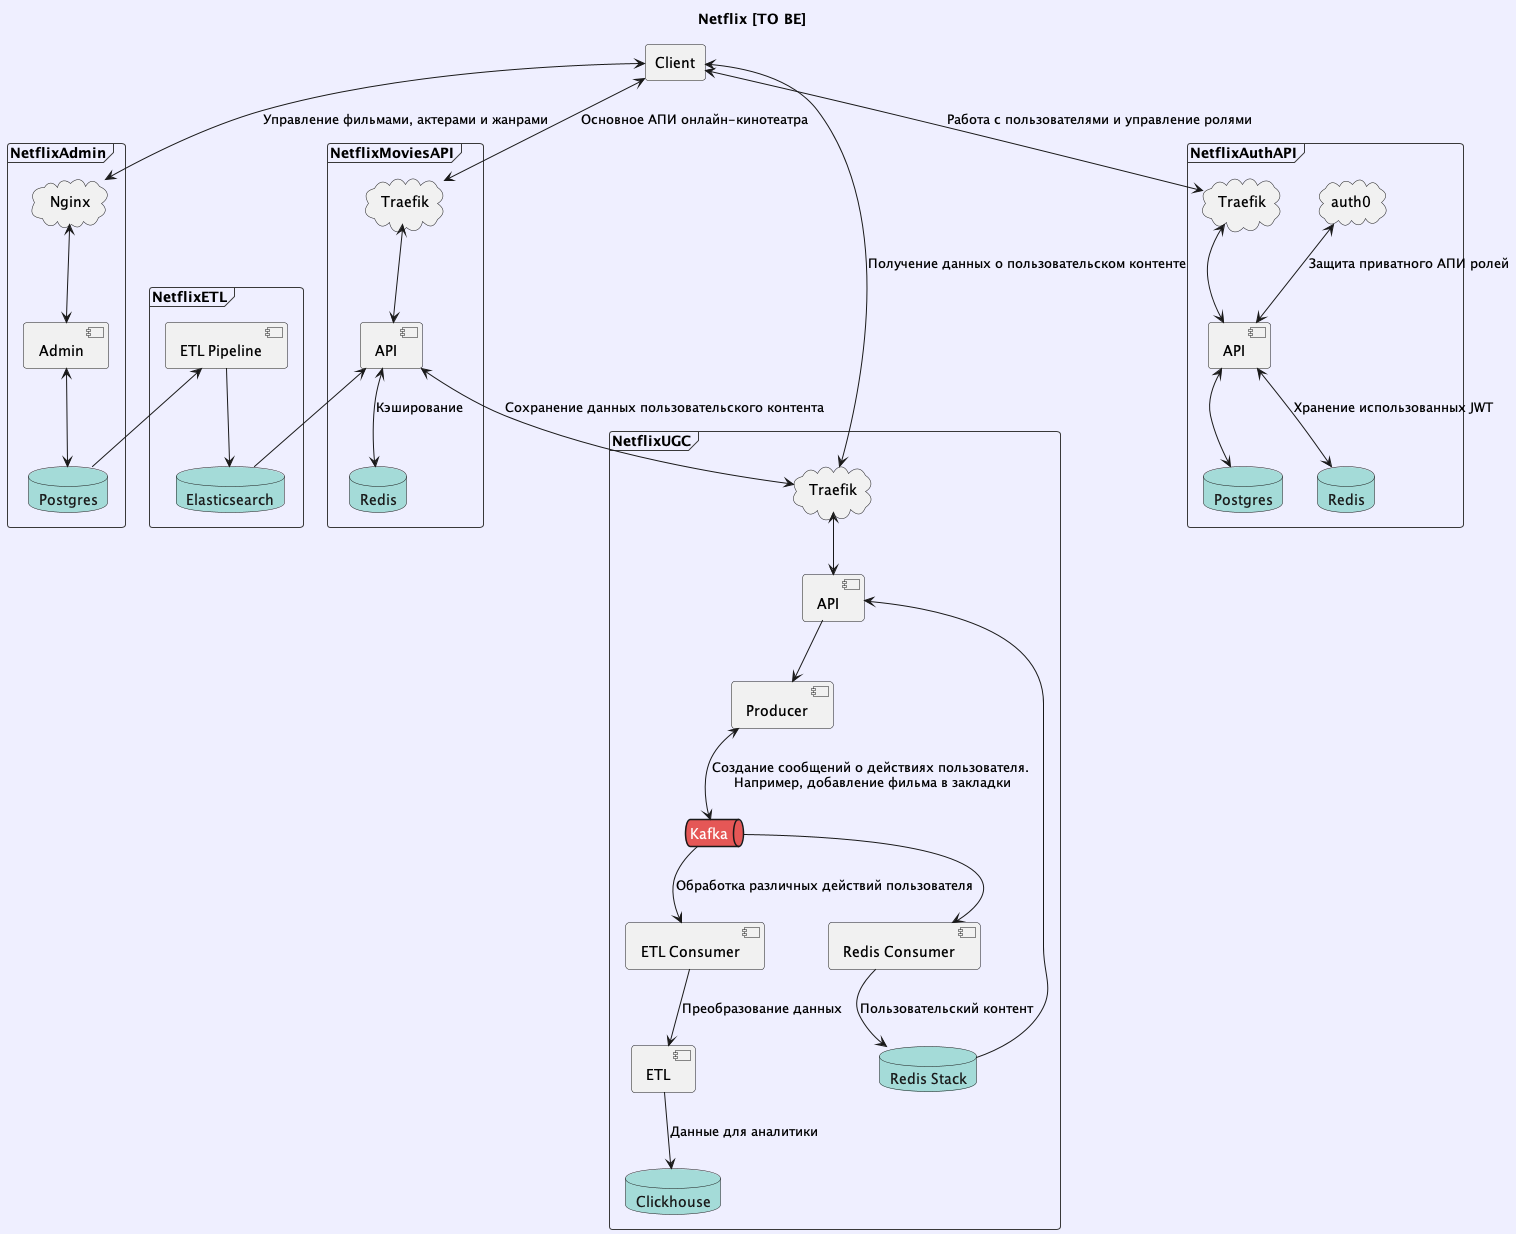 Netflix [TO BE]
Client
Управление фильмами, актерами и жанрами
Основное АПИ онлайн-кинотеатра
Работа с пользователями и управление ролями
NetflixAdmin
NetflixMoviesAPI
NetflixAuthAPI
Nginx
Traefik
Traefik
auth0
Получение данных о пользовательском контенте
Защита приватного АПИ ролей
NetflixETL
Admin
ETL Pipeline
API
API
Кэширование
Сохранение данных пользовательского контента
Хранение использованных JWT
NetflixUGC
Postgres
Elasticsearch
Redis
Traefik
Postgres
Redis
API
Producer
Создание сообщений о действиях пользователя.
Например, добавление фильма в закладки
Kafka
Обработка различных действий пользователя
ETL Consumer
Redis Consumer
Преобразование данных
Пользовательский контент
ETL
Redis Stack
Данные для аналитики
Clickhouse